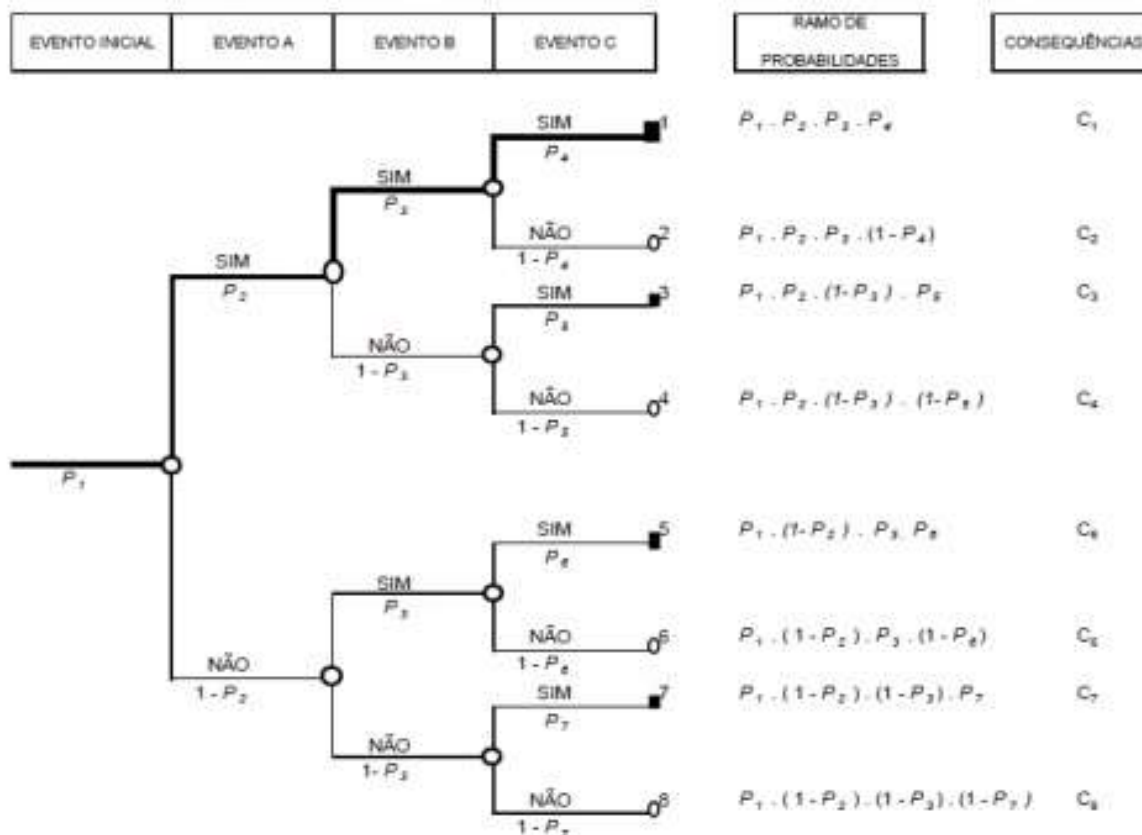 EVENTO INICIAL EVENTO A EVENTO B EVENTO C RAMO DE PROBABILIDADES CONSEQUÊNCIAS
SIM 1 P₁ . P₂ . P₃ . P₄ C₁
P₄
SIM
P₃
NÃO 2 P₁ . P₂ . P₃ . (1-P₄) C₂
1 - P₄
SIM
P₂
SIM 3 P₁ . P₂ . (1-P₃) . P₅ C₃
P₅
NÃO
1 - P₃
NÃO 4 P₁ . P₂ . (1-P₃) . (1-P₅) C₄
1 - P₅
P₁
SIM 5 P₁ . (1-P₂) . P₃ . P₆
P₆
SIM
P₃
NÃO 6 P₁ . (1-P₂) . P₃ . (1-P₆)
1 - P₆
NÃO
1 - P₂
SIM 7 P₁ . (1-P₂) . (1-P₃) . P₇ C₇
P₇
NÃO
1- P₃
NÃO 8 P₁ . (1-P₂) . (1-P₃) . (1-P₇) C₈
1 - P₇